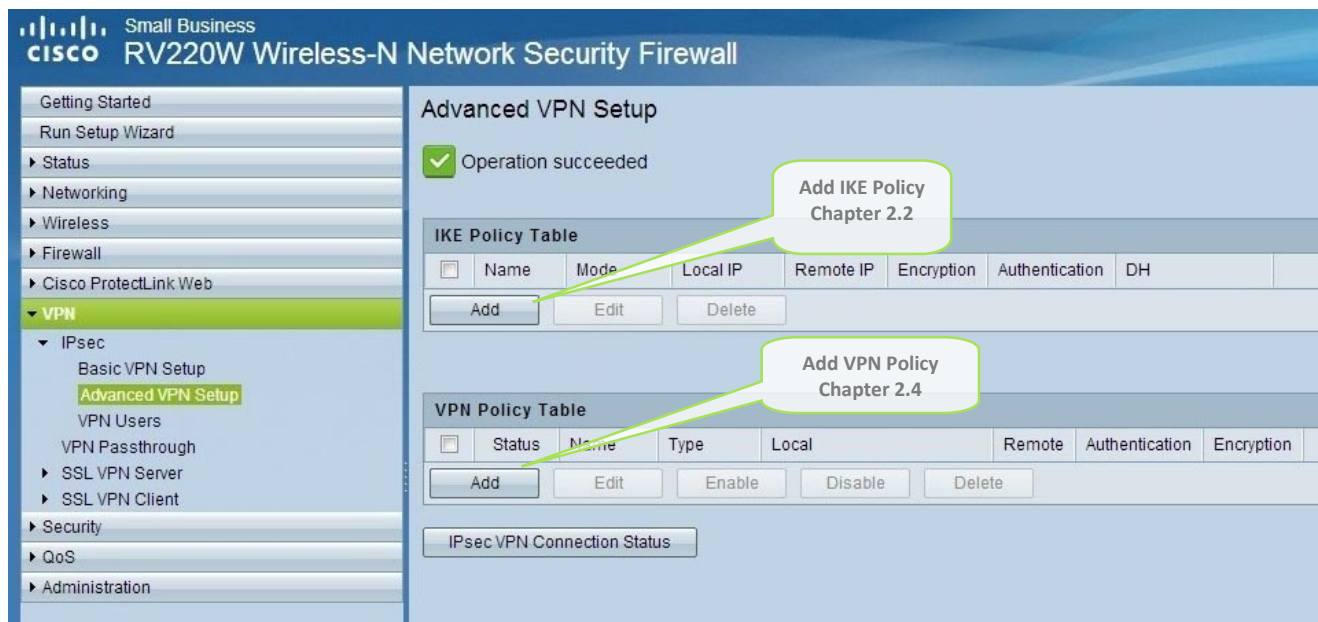 Small Business
CISCO RV220W Wireless-N Network Security Firewall
Getting Started
Run Setup Wizard
Status
Networking
Wireless
Firewall
Cisco ProtectLink Web
VPN
IPsec
Basic VPN Setup
Advanced VPN Setup
VPN Users
VPN Passthrough
SSL VPN Server
SSL VPN Client
Security
QoS
Administration
Advanced VPN Setup
Operation succeeded
Add IKE Policy
Chapter 2.2
IKE Policy Table
Name Mode Local IP Remote IP Encryption Authentication DH
Add Edit Delete
Add VPN Policy
Chapter 2.4
VPN Policy Table
Status Name Type Local Remote Authentication Encryption
Add Edit Enable Disable Delete
IPsec VPN Connection Status